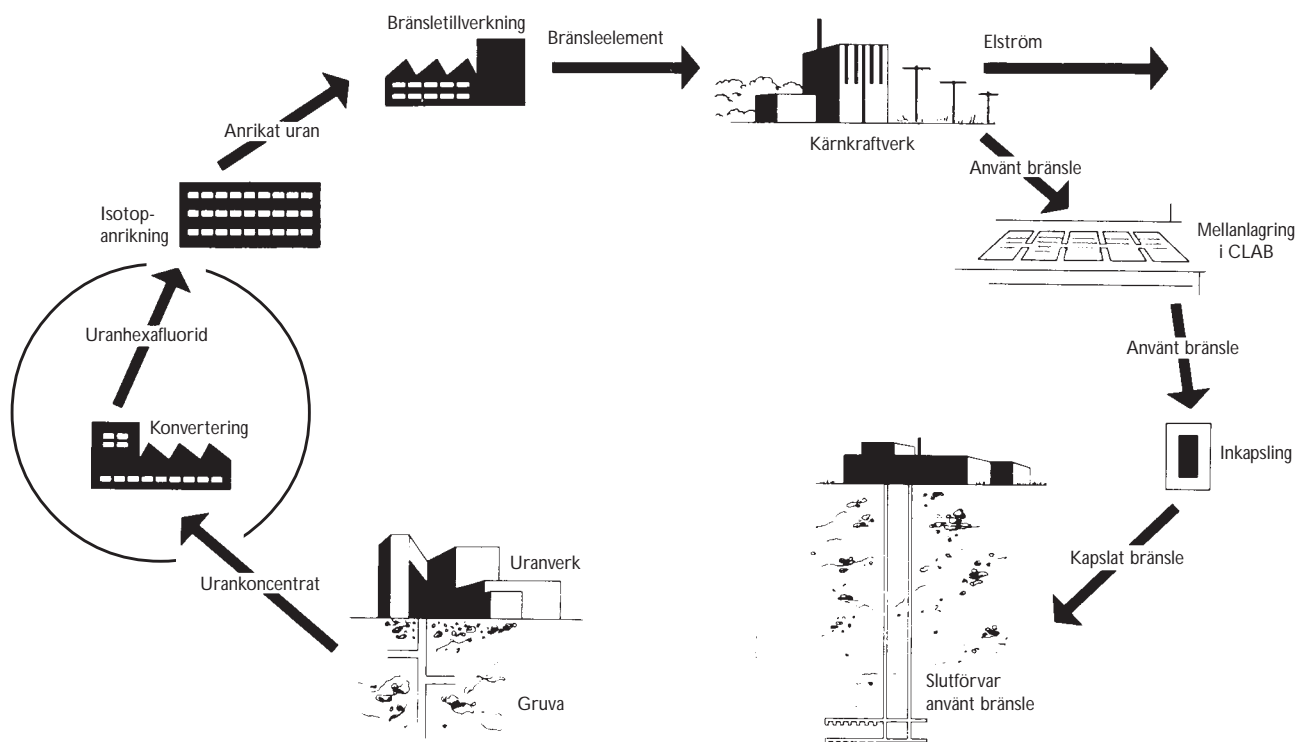 Bränsletillverkning
Bränsleelement
Elström
Anrikat uran
Kärnkraftverk
Använt bränsle
Isotop-
anrikning
Mellanlagring
i CLAB
Uranhexafluorid
Använt bränsle
Konvertering
Inkapsling
Uranverk
Kapslat bränsle
Urankoncentrat
Gruva
Slutförvar
använt bränsle